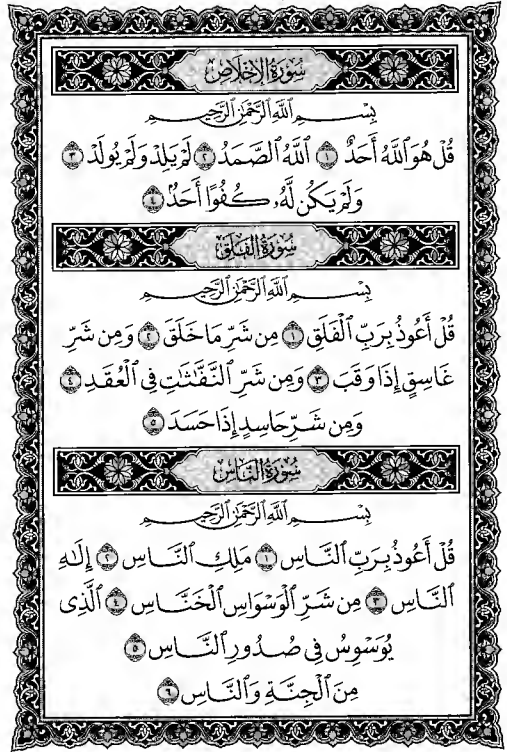 سُورَةُ الإِخْلَاصِ
بِسْمِ ٱللَّهِ ٱلرَّحْمَٰنِ ٱلرَّحِيمِ
قُلْ هُوَ ٱللَّهُ أَحَدٌ ١ ٱللَّهُ ٱلصَّمَدُ ٢ لَمْ يَلِدْ وَلَمْ يُولَدْ ٣
وَلَمْ يَكُن لَّهُۥ كُفُوًا أَحَدٌۢ ٤
سُورَةُ الفَلَقِ
بِسْمِ ٱللَّهِ ٱلرَّحْمَٰنِ ٱلرَّحِيمِ
قُلْ أَعُوذُ بِرَبِّ ٱلْفَلَقِ ١ مِن شَرِّ مَا خَلَقَ ٢ وَمِن شَرِّ
غَاسِقٍ إِذَا وَقَبَ ٣ وَمِن شَرِّ ٱلنَّفَّٰثَٰتِ فِى ٱلْعُقَدِ ٤
وَمِن شَرِّ حَاسِدٍ إِذَا حَسَدَ ٥
سُورَةُ النَّاسِ
بِسْمِ ٱللَّهِ ٱلرَّحْمَٰنِ ٱلرَّحِيمِ
قُلْ أَعُوذُ بِرَبِّ ٱلنَّاسِ ١ مَلِكِ ٱلنَّاسِ ٢ إِلَٰهِ
ٱلنَّاسِ ٣ مِن شَرِّ ٱلْوَسْوَاسِ ٱلْخَنَّاسِ ٤ ٱلَّذِى
يُوَسْوِسُ فِى صُدُورِ ٱلنَّاسِ ٥
مِنَ ٱلْجِنَّةِ وَٱلنَّاسِ ٦